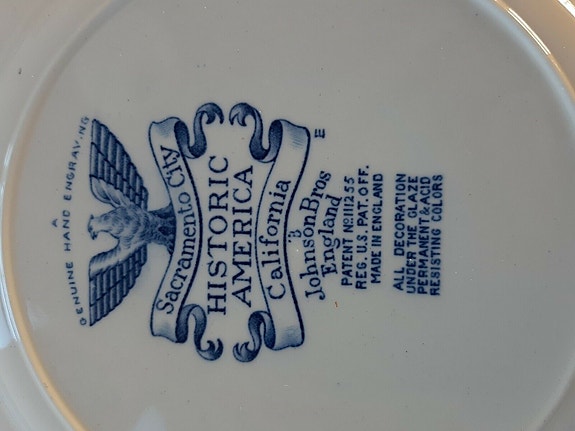 A
GENUINE HAND ENGRAVING
Sacramento City
HISTORIC
AMERICA
California
B
Johnson Bros
England
PATENT No 111255
REG. U.S. PAT. OFF.
MADE IN ENGLAND
ALL DECORATION
UNDER THE GLAZE
PERMANENT & ACID
RESISTING COLORS